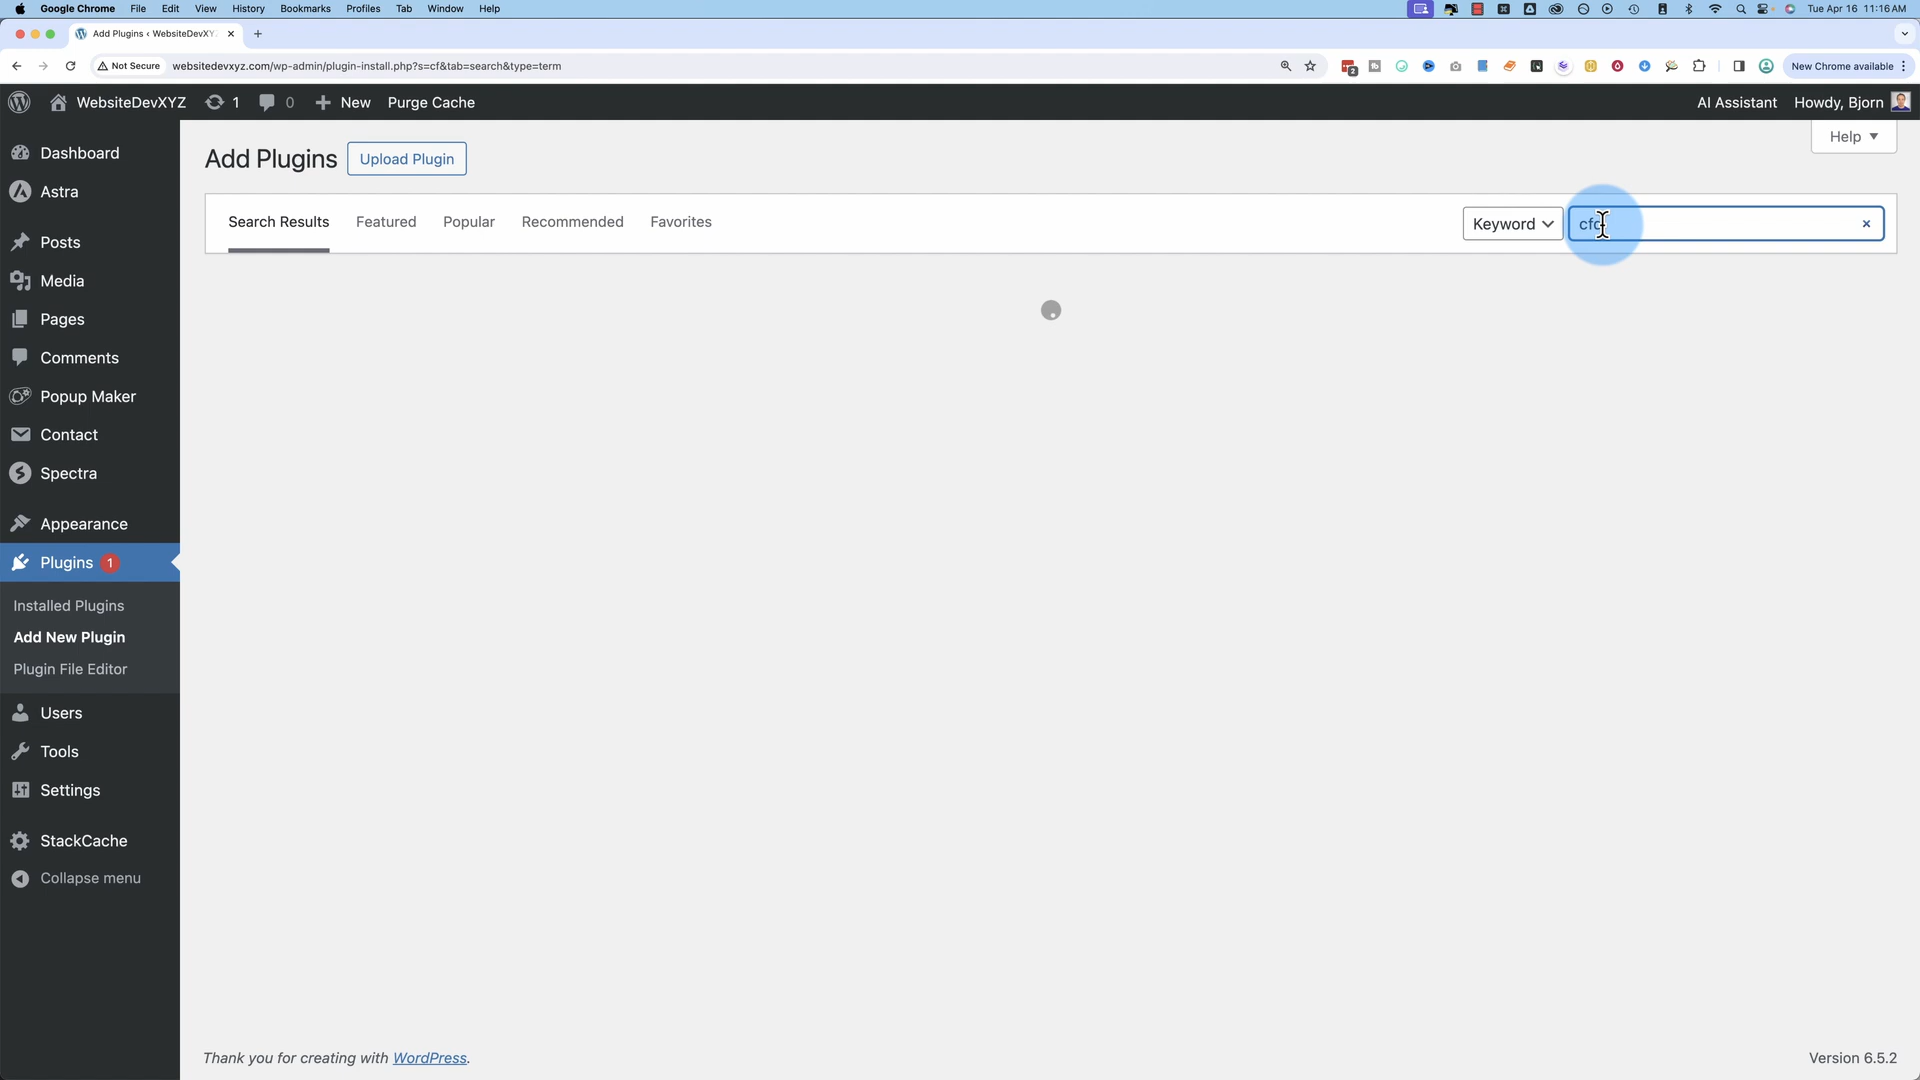 Google Chrome File Edit View History Bookmarks Profiles Tab Window Help Tue Apr 16 11:16 AM
Add Plugins ‹ WebsiteDevXY
Not Secure websitedevxyz.com/wp-admin/plugin-install.php?s=cf&tab=search&type=term 2 New Chrome available
WebsiteDevXYZ 1 0 New Purge Cache AI Assistant Howdy, Bjorn
Help
Add Plugins Upload Plugin
Search Results Featured Popular Recommended Favorites Keyword
Dashboard
Astra
Posts
Media
Pages
Comments
Popup Maker
Contact
Spectra
Appearance
Plugins 1
Installed Plugins
Add New Plugin
Plugin File Editor
Users
Tools
Settings
StackCache
Collapse menu
Thank you for creating with WordPress. Version 6.5.2